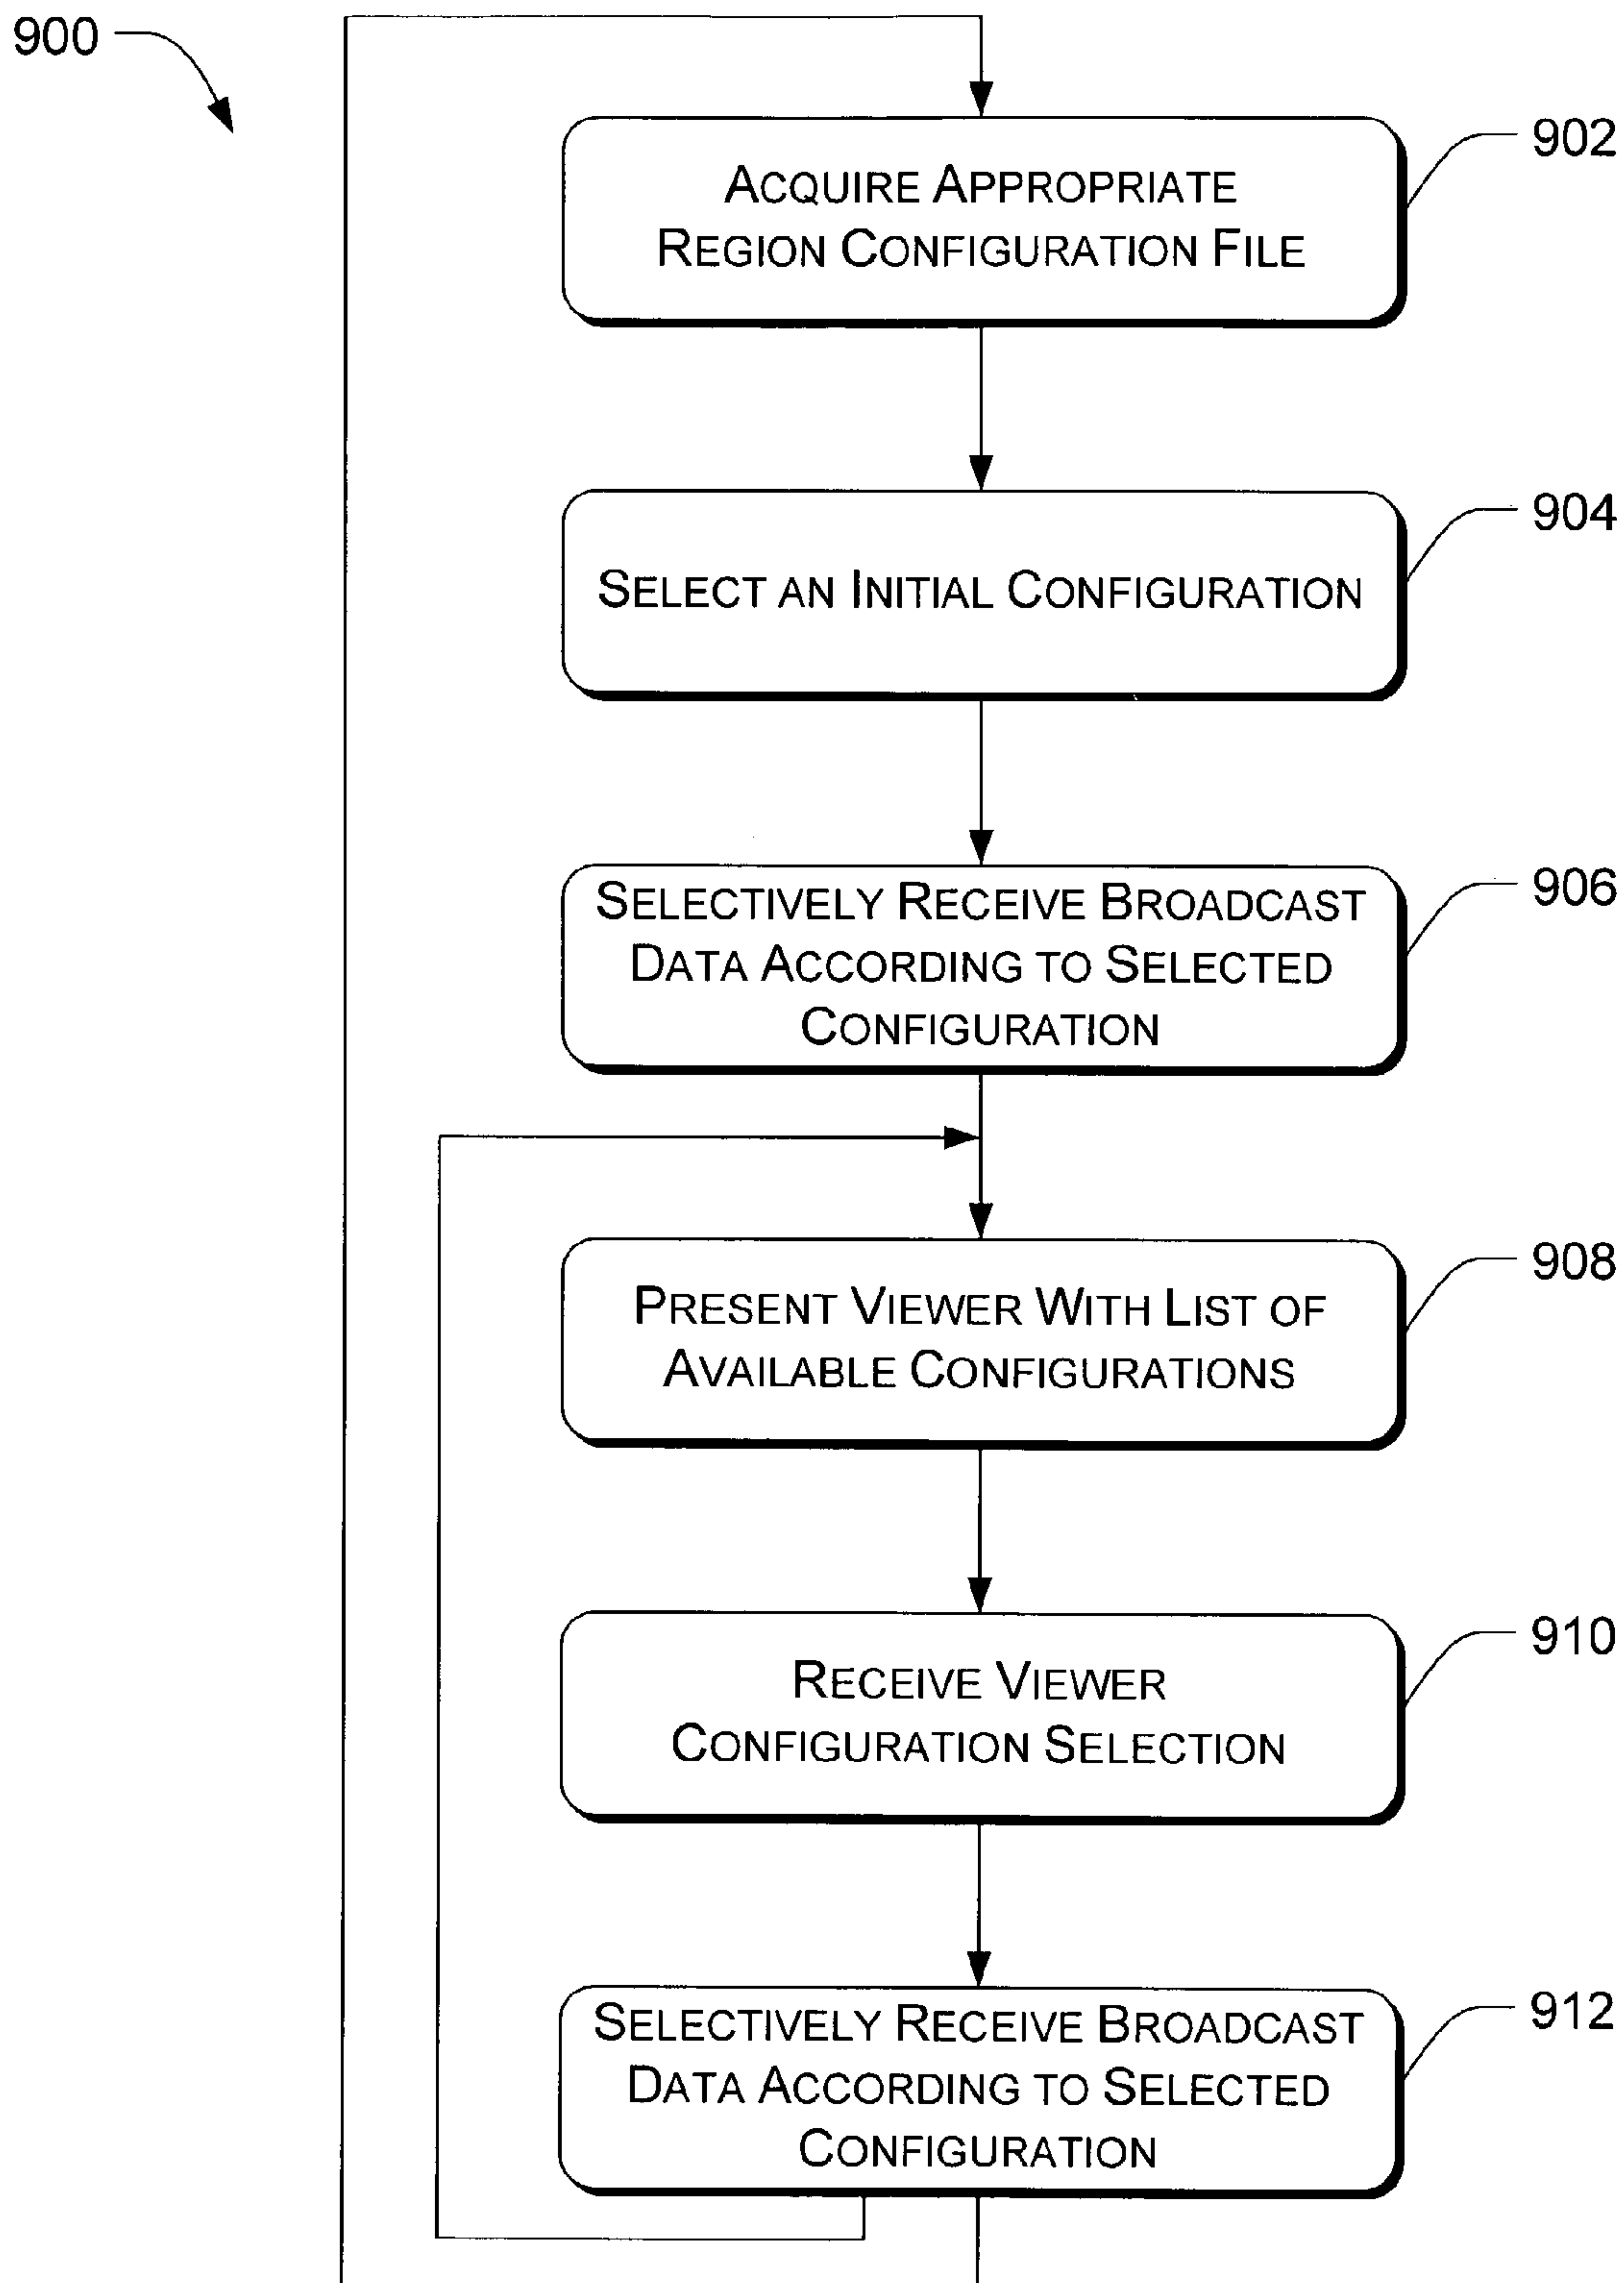 900
902
ACQUIRE APPROPRIATE
REGION CONFIGURATION FILE
904
SELECT AN INITIAL CONFIGURATION
906
SELECTIVELY RECEIVE BROADCAST
DATA ACCORDING TO SELECTED
CONFIGURATION
908
PRESENT VIEWER WITH LIST OF
AVAILABLE CONFIGURATIONS
910
RECEIVE VIEWER
CONFIGURATION SELECTION
912
SELECTIVELY RECEIVE BROADCAST
DATA ACCORDING TO SELECTED
CONFIGURATION